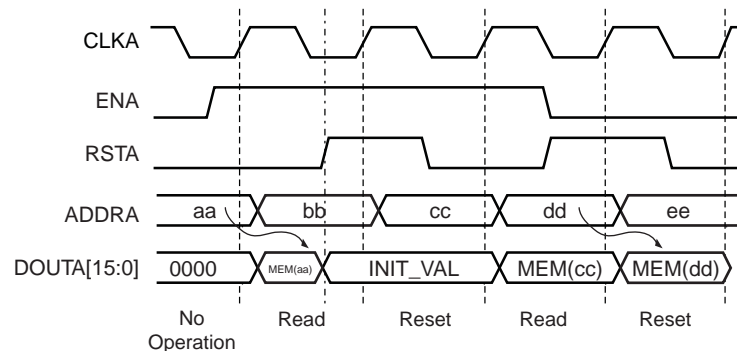 CLKA
ENA
RSTA
ADDRA aa bb cc dd ee
DOUTA[15:0] 0000 MEM(aa) INIT_VAL MEM(cc) MEM(dd)
No Operation Read Reset Read Reset